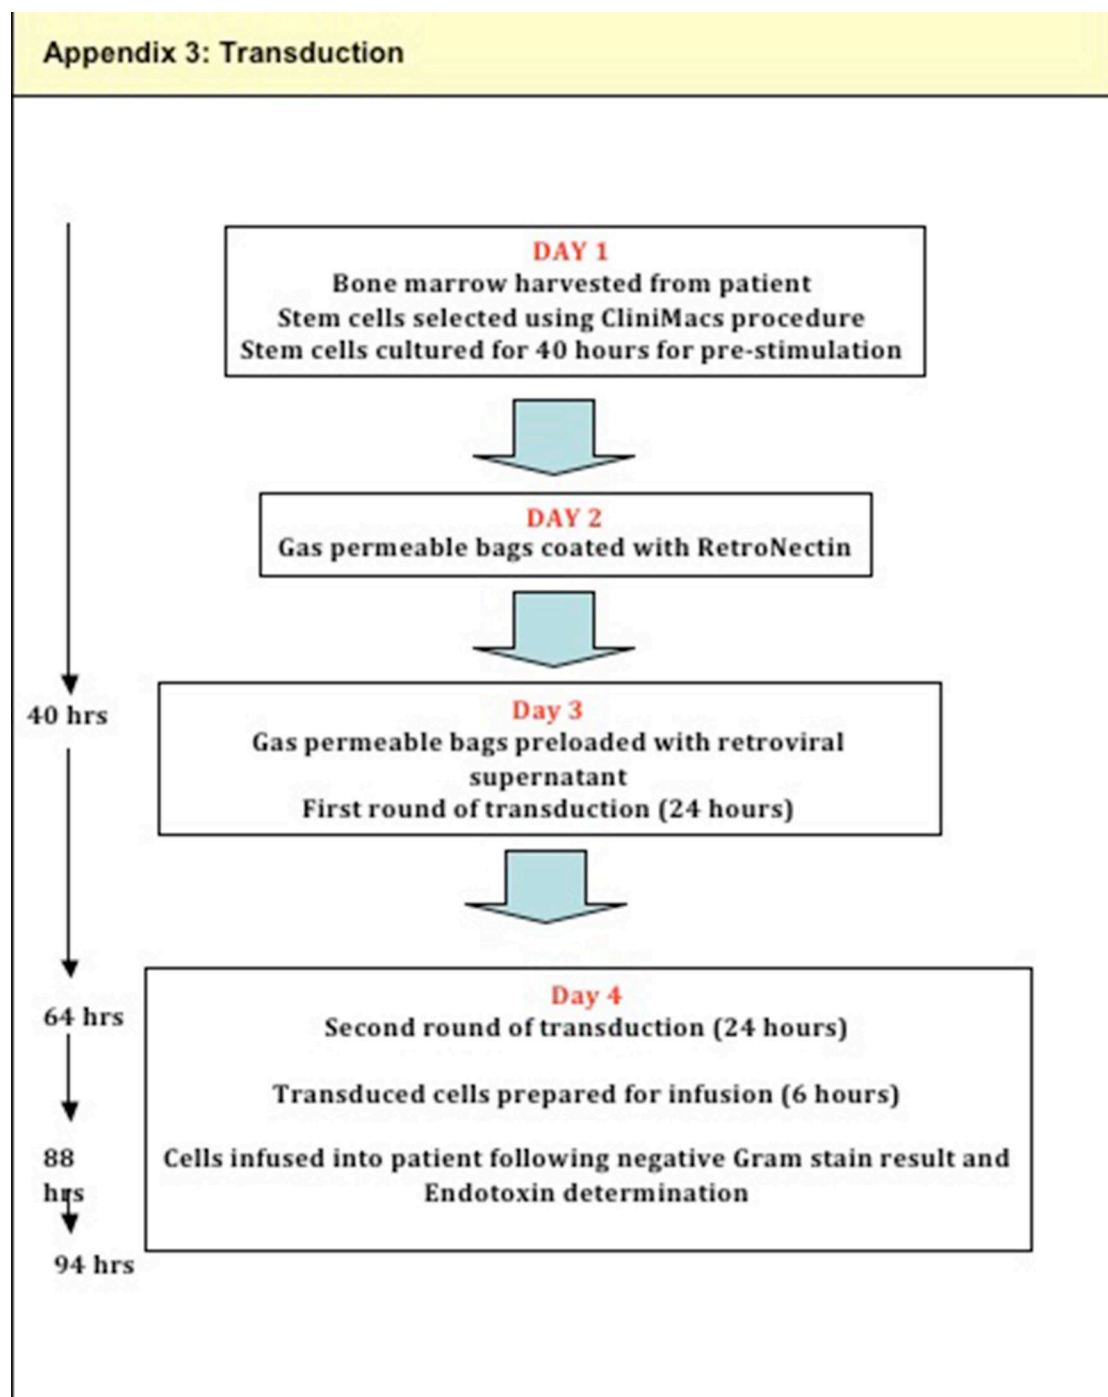 Appendix 3: Transduction
DAY 1
Bone marrow harvested from patient
Stem cells selected using CliniMacs procedure
Stem cells cultured for 40 hours for pre-stimulation
DAY 2
Gas permeable bags coated with RetroNectin
40 hrs
Day 3
Gas permeable bags preloaded with retroviral
supernatant
First round of transduction (24 hours)
64 hrs
Day 4
Second round of transduction (24 hours)
Transduced cells prepared for infusion (6 hours)
88
hrs
Cells infused into patient following negative Gram stain result and
Endotoxin determination
94 hrs